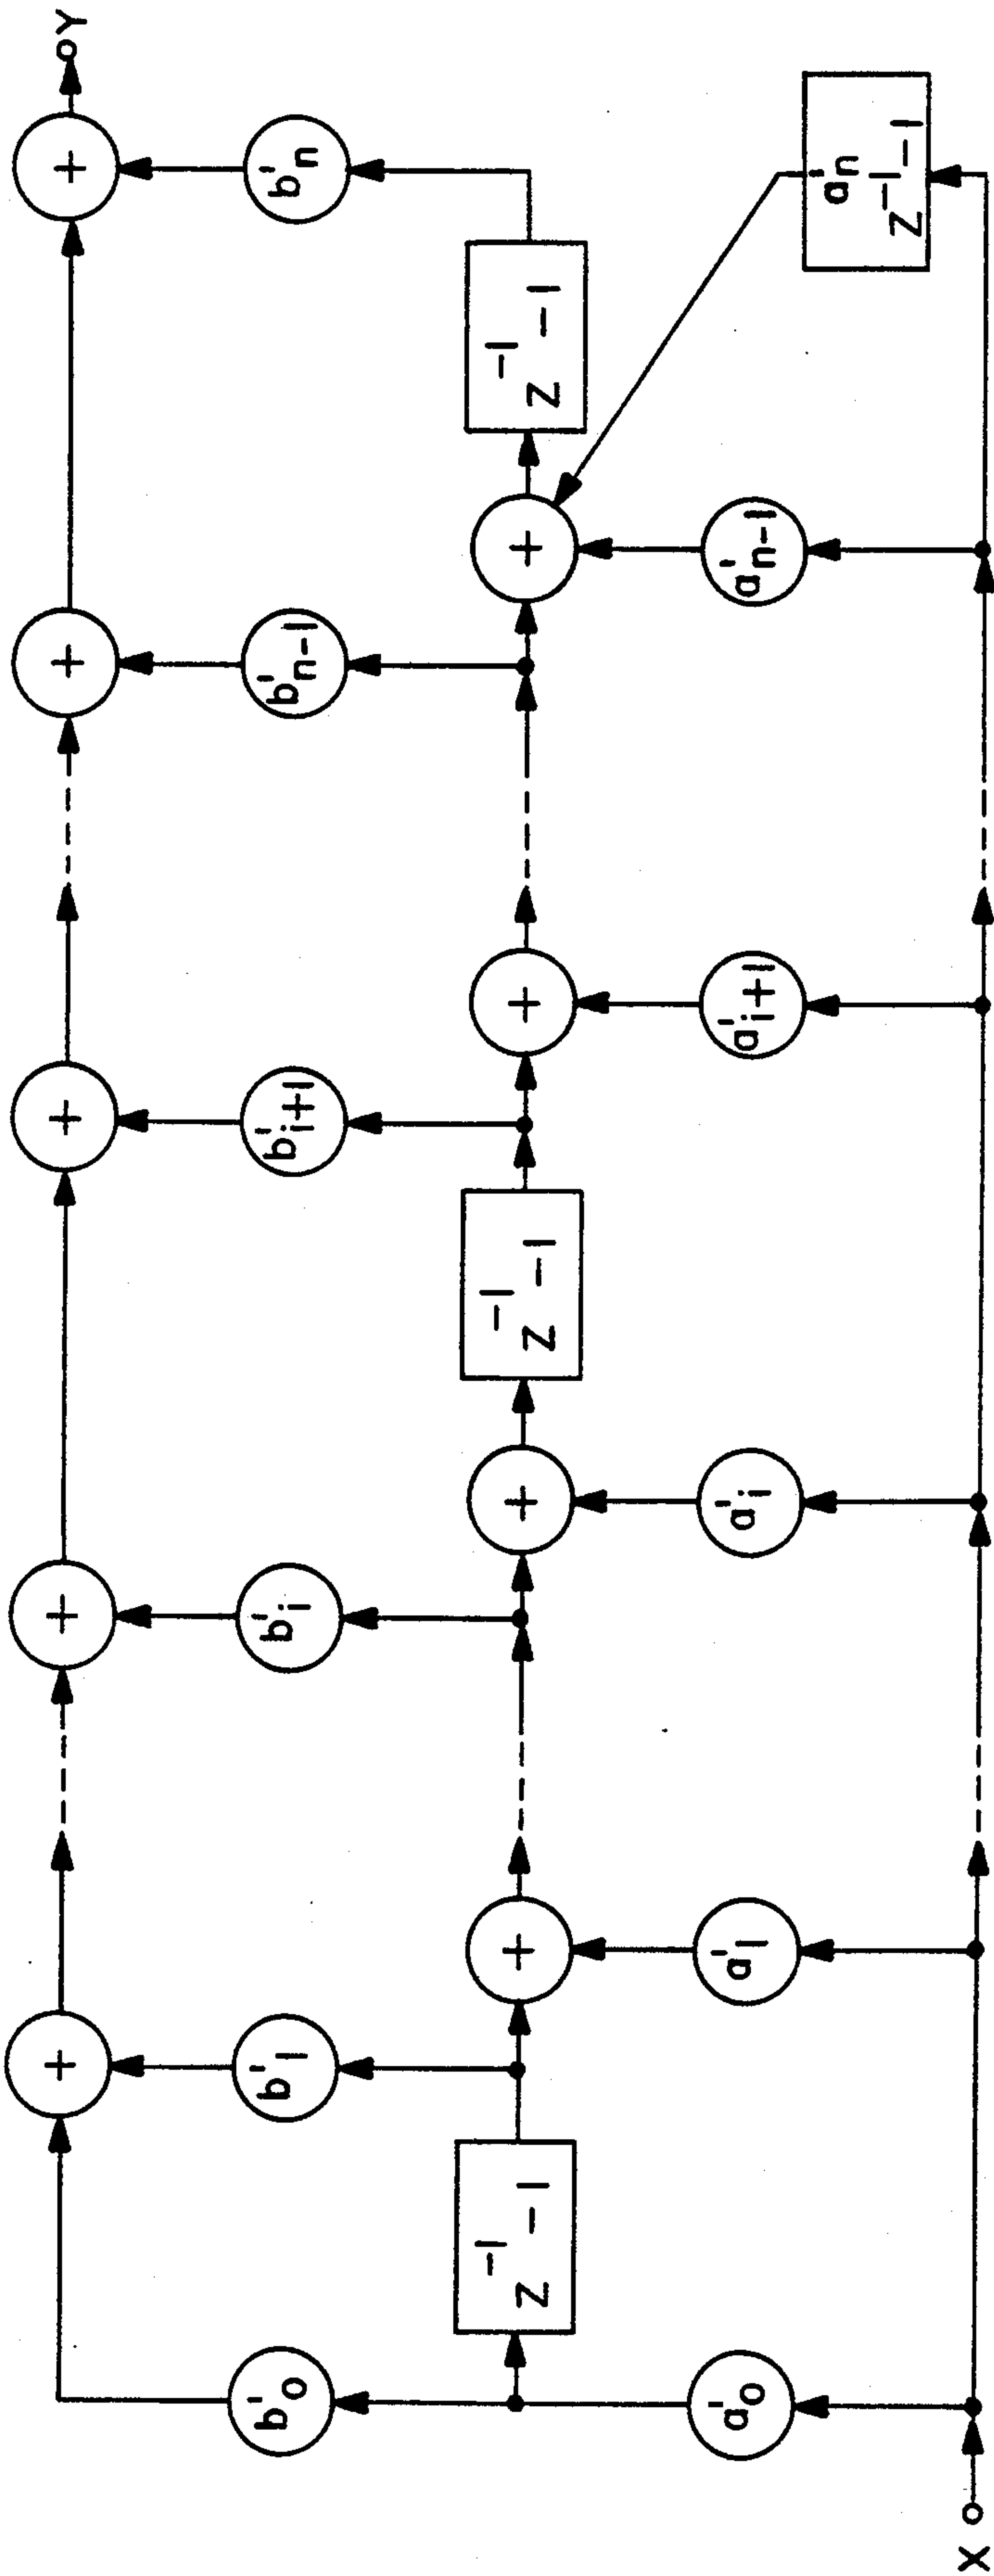 + + + + + Y
b'₀ b'₁ b'ᵢ b'ᵢ₊₁ b'ₙ₋₁ b'ₙ
z⁻¹−1 + + z⁻¹−1 + + z⁻¹−1
a'₀ a'₁ a'ᵢ a'ᵢ₊₁ a'ₙ₋₁ a'ₙ
z⁻¹−1
X